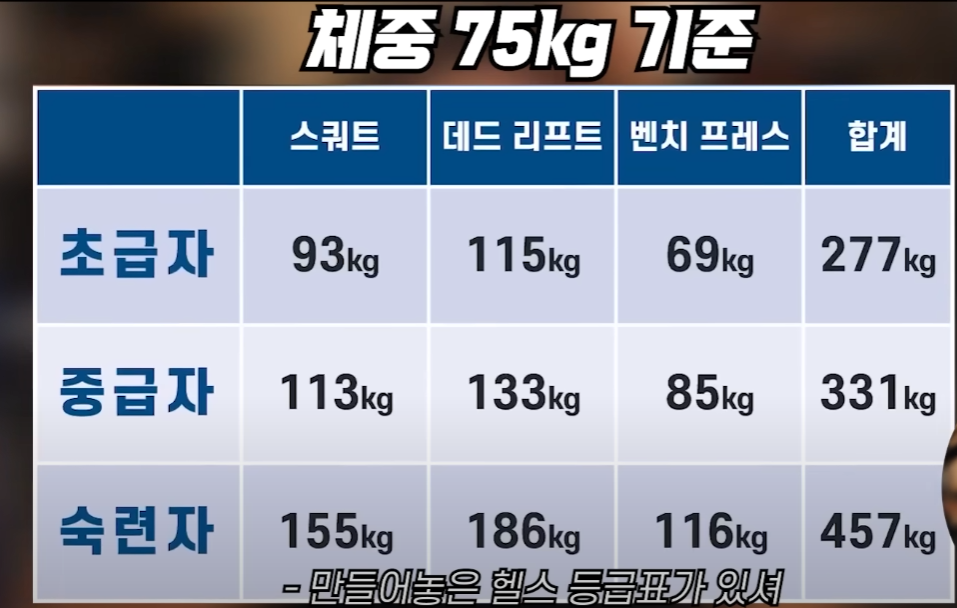 체중 75kg 기준
스쿼트 데드 리프트 벤치 프레스 합계
초급자 93kg 115kg 69kg 277kg
중급자 113kg 133kg 85kg 331kg
숙련자 155kg 186kg 116kg 457kg
- 만들어놓은 헬스 등급표가 있셔